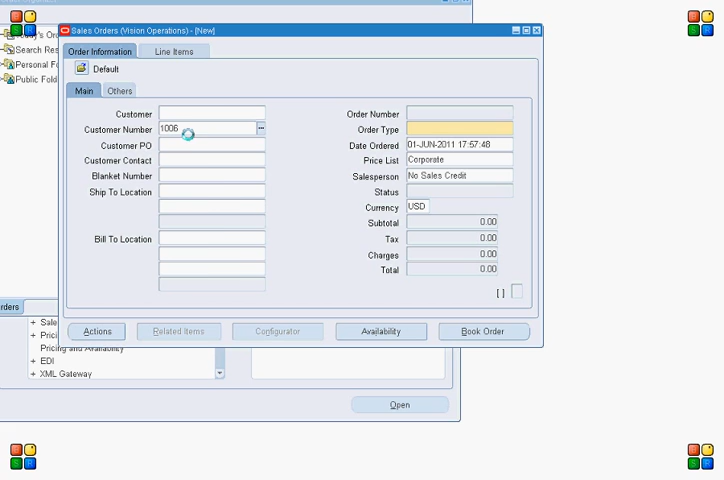 Today's Or
Search Res
Personal F
Public Fold
Sales Orders (Vision Operations) - [New]
Order Information
Line Items
Default
Main
Others
Customer
Customer Number 1006
Customer PO
Customer Contact
Blanket Number
Ship To Location
Bill To Location
Order Number
Order Type
Date Ordered 01-JUN-2011 17:57:48
Price List Corporate
Salesperson No Sales Credit
Status
Currency USD
Subtotal 0.00
Tax 0.00
Charges 0.00
Total 0.00
[ ]
Actions
Related Items
Configurator
Availability
Book Order
rders
+ Sale
+ Prici
Pricing and Availability
+ EDI
+ XML Gateway
Open